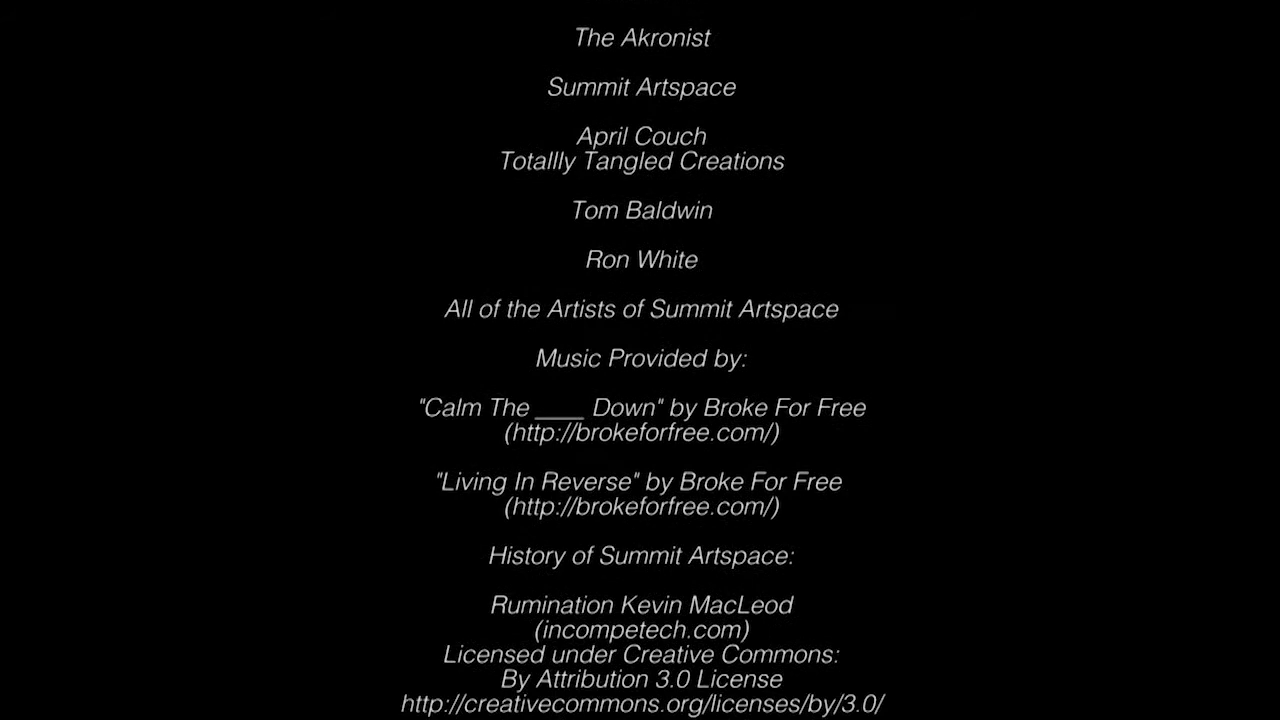 The Akronist
Summit Artspace
April Couch
Totallly Tangled Creations
Tom Baldwin
Ron White
All of the Artists of Summit Artspace
Music Provided by:
"Calm The ____ Down" by Broke For Free
(http://brokeforfree.com/)
"Living In Reverse" by Broke For Free
(http://brokeforfree.com/)
History of Summit Artspace:
Rumination Kevin MacLeod
(incompetech.com)
Licensed under Creative Commons:
By Attribution 3.0 License
http://creativecommons.org/licenses/by/3.0/